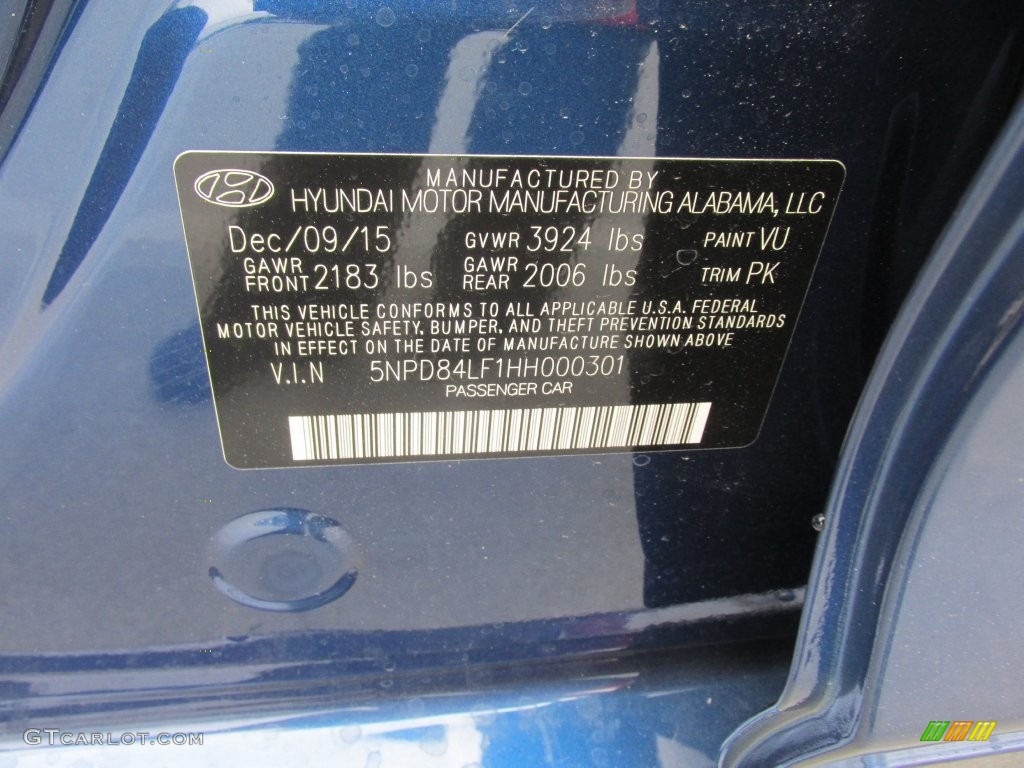 MANUFACTURED BY
HYUNDAI MOTOR MANUFACTURING ALABAMA, LLC
Dec/09/15 GVWR 3924 lbs PAINT VU
GAWR FRONT 2183 lbs GAWR REAR 2006 lbs TRIM PK
THIS VEHICLE CONFORMS TO ALL APPLICABLE U.S.A. FEDERAL
MOTOR VEHICLE SAFETY, BUMPER, AND THEFT PREVENTION STANDARDS
IN EFFECT ON THE DATE OF MANUFACTURE SHOWN ABOVE
V.I.N 5NPD84LF1HH000301
PASSENGER CAR
GTCARLOT.COM